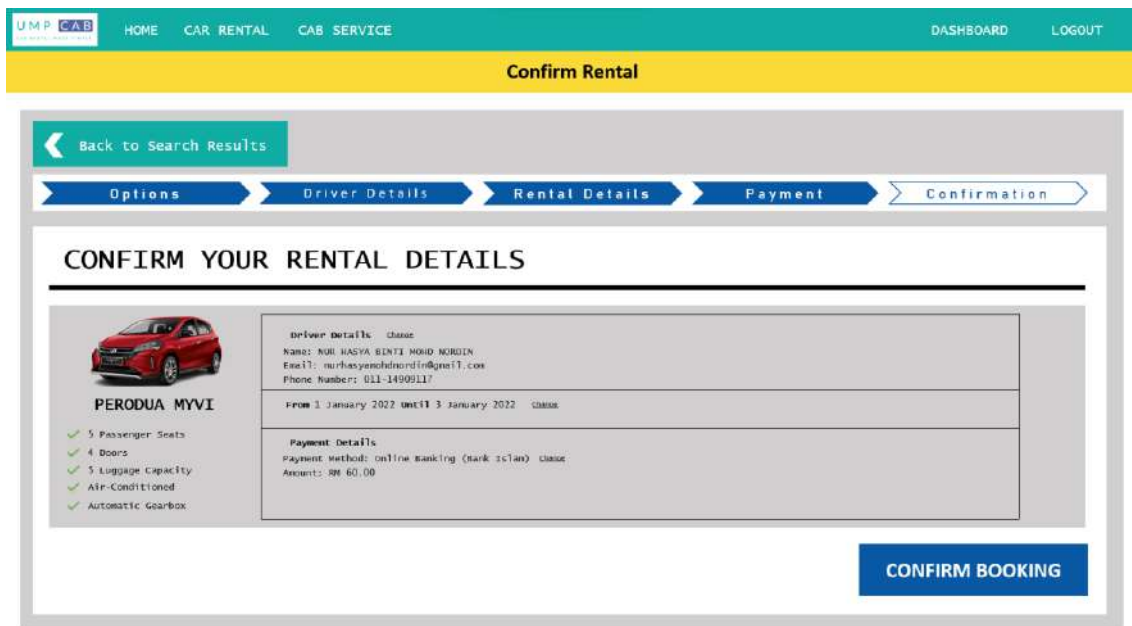 UMP CAB
HOME CAR RENTAL CAB SERVICE DASHBOARD LOGOUT
Confirm Rental
Back to Search Results
Options Driver Details Rental Details Payment Confirmation
CONFIRM YOUR RENTAL DETAILS
PERODUA MYVI
5 Passenger Seats
4 Doors
5 Luggage Capacity
Air-Conditioned
Automatic Gearbox
Driver Details Change
Name: NUR HASYA BINTI MOHD NORDIN
Email: nurhasyamohdnordin@gmail.com
Phone Number: 011-14909117
From 1 January 2022 Until 3 January 2022 Change
Payment Details
Payment Method: Online Banking (Bank Islam) Change
Amount: RM 60.00
CONFIRM BOOKING